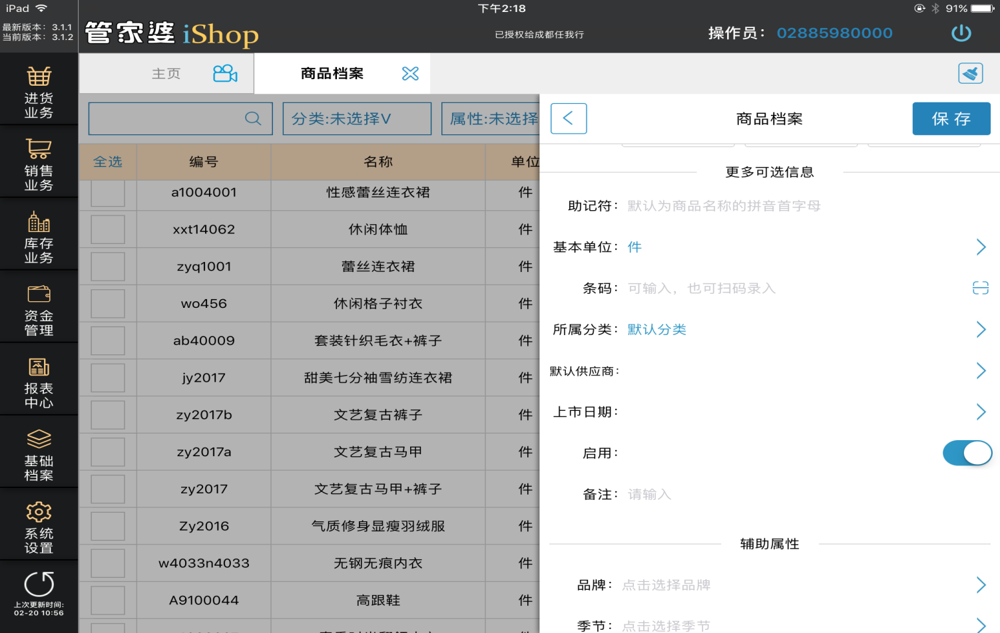 iPad
下午2:18
91%
最新版本：3.1.1
当前版本：3.1.2
管家婆 iShop
已授权给成都任我行
操作员：02885980000
主页
商品档案
进货
业务
销售
业务
库存
业务
资金
管理
报表
中心
基础
档案
系统
设置
上次更新时间:
02-20 10:56
分类:未选择V
属性:未选择
全选 编号 名称 单位
a1004001 性感蕾丝连衣裙 件
xxt14062 休闲体恤 件
zyq1001 蕾丝连衣裙 件
wo456 休闲格子衬衣 件
ab40009 套装针织毛衣+裤子 件
jy2017 甜美七分袖雪纺连衣裙 件
zy2017b 文艺复古裤子 件
zy2017a 文艺复古马甲 件
zy2017 文艺复古马甲+裤子 件
Zy2016 气质修身显瘦羽绒服 件
w4033n4033 无钢无痕内衣 件
A9100044 高跟鞋 件
商品档案
保 存
更多可选信息
助记符：默认为商品名称的拼音首字母
基本单位：件
条码：可输入，也可扫码录入
所属分类：默认分类
默认供应商：
上市日期：
启用：
备注：请输入
辅助属性
品牌：点击选择品牌
季节：点击选择季节